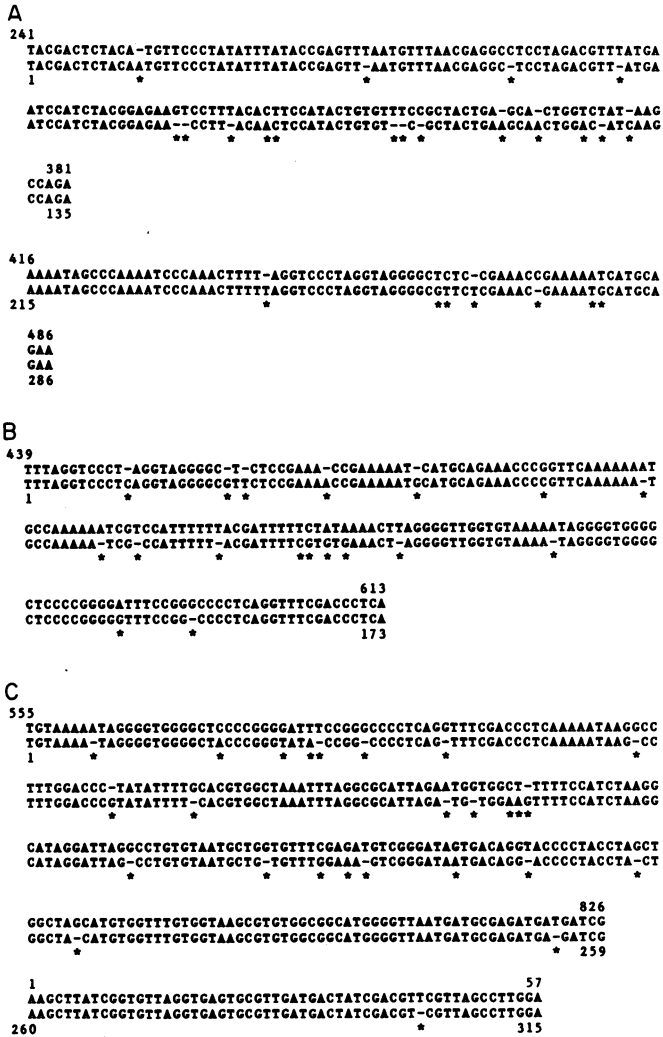 A
241
TACGACTCTACA-TGTTCCCTATATTTATACCGAGTTTAATGTTTAACGAGGCCTCCTAGACGTTTATGA
TACGACTCTACAATGTTCCCTATATTTATACCGAGTT-AATGTTTAACGAGGC-TCCTAGACGTT-ATGA
1 * * * *
ATCCATCTACGGAGAAGTCCTTTACACTTCCATACTGTGTTTCCGCTACTGA-GCA-CTGGTCTAT-AAG
ATCCATCTACGGAGAA--CCTT-ACAACTCCATACTGTGT--C-GCTACTGAAGCAACTGGAC-ATCAAG
** * ** ** * * * * * *
381
CCAGA
CCAGA
135
416
AAAATAGCCCAAAATCCCAAACTTTT-AGGTCCCTAGGTAGGGGCTCTC-CGAAACCGAAAAATCATGCA
AAAATAGCCCAAAATCCCAAACTTTTTAGGTCCCTAGGTAGGGGCGTTCTCGAAAC-GAAAATGCATGCA
215 * ** * * **
486
GAA
GAA
286
B
439
TTTAGGTCCCT-AGGTAGGGGC-T-CTCCGAAA-CCGAAAAAT-CATGCAGAAACCCGGTTCAAAAAAAT
TTTAGGTCCCTCAGGTAGGGGCGTTCTCCGAAAACCGAAAAATGCATGCAGAAACCCCGTTCAAAAAA-T
1 * * * * * * *
GCCAAAAAATCGTCCATTTTTTACGATTTTTCTATAAAACTTAGGGGTTGGTGTAAAAATAGGGGTGGGG
GCCAAAAA-TCG-CCATTTTT-ACGATTTTCGTGTGAAACT-AGGGGTTGGTGTAAAA-TAGGGGTGGGG
* * * ** * * * *
613
CTCCCCGGGGATTTCCGGGCCCCTCAGGTTTCGACCCTCA
CTCCCCGGGGGTTTCCGG-CCCCTCAGGTTTCGACCCTCA
* * 173
C
555
TGTAAAAATAGGGGTGGGGCTCCCCGGGGATTTCCGGGCCCCTCAGGTTTCGACCCTCAAAAATAAGGCC
TGTAAAA-TAGGGGTGGGGCTACCCGGGTATA-CCGG-CCCCTCAG-TTTCGACCCTCAAAAATAAG-CC
1 * * * ** * * *
TTTGGACCC-TATATTTTGCACGTGGCTAAATTTAGGCGCATTAGAATGGTGGCT-TTTTCCATCTAAGG
TTTGGACCCGTATATTTT-CACGTGGCTAAATTTAGGCGCATTAGA-TG-TGGAAGTTTTCCATCTAAGG
* * * * ***
CATAGGATTAGGCCTGTGTAATGCTGGTGTTTCGAGATGTCGGGATAGTGACAGGTACCCCTACCTAGCT
CATAGGATTAG-CCTGTGTAATGCTG-TGTTTGGAAA-GTCGGGATAATGACAGG-ACCCCTACCTA-CT
* * * * * * * *
826
GGCTAGCATGTGGTTTGTGGTAAGCGTGTGGCGGCATGGGGTTAATGATGCGAGATGATGATCG
GGCTA-CATGTGGTTTGTGGTAAGCGTGTGGCGGCATGGGGTTAATGATGCGAGATGA-GATCG
* * 259
1 57
AAGCTTATCGGTGTTAGGTGAGTGCGTTGATGACTATCGACGTTCGTTAGCCTTGGA
AAGCTTATCGGTGTTAGGTGAGTGCGTTGATGACTATCGACGT-CGTTAGCCTTGGA
260 * 315